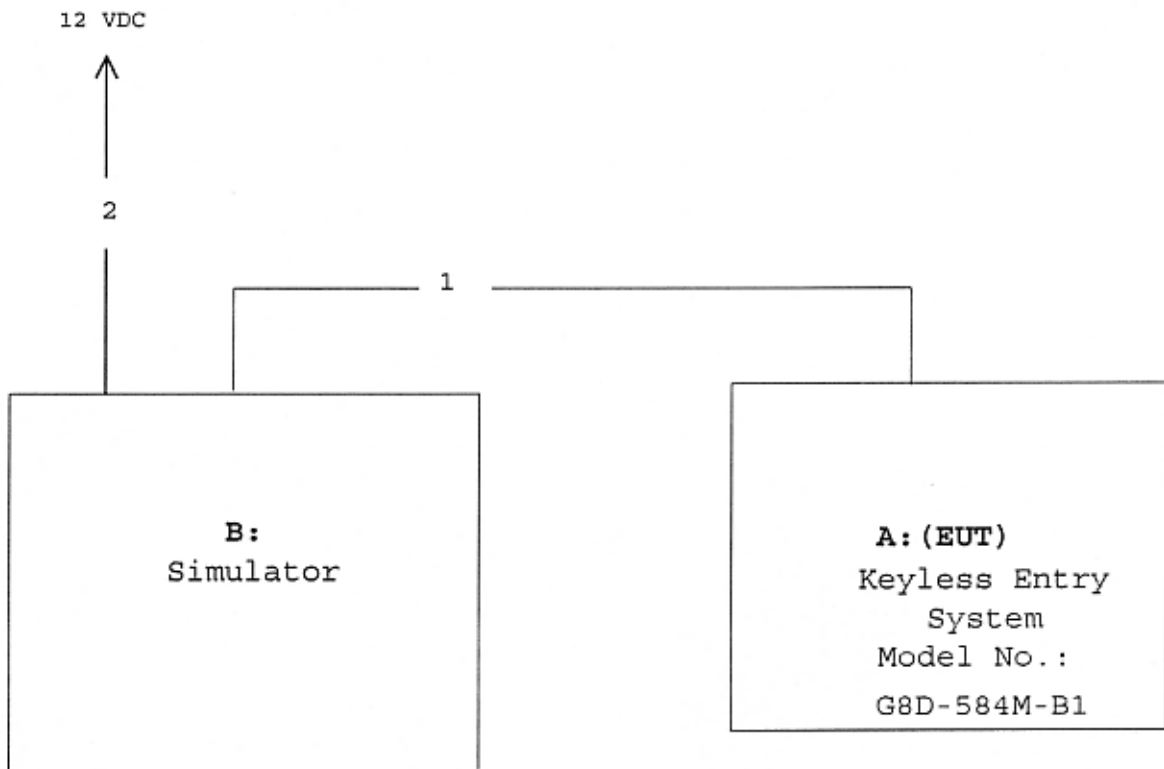 12 VDC
2
1
B:
Simulator
A:(EUT)
Keyless Entry
System
Model No.:
G8D-584M-B1